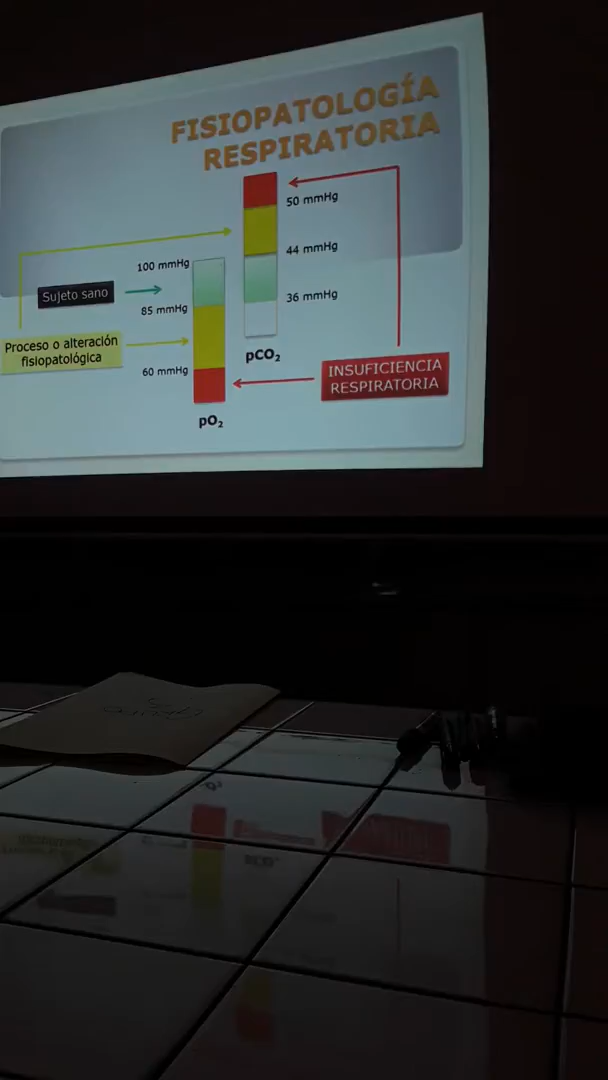 FISIOPATOLOGÍA
RESPIRATORIA
50 mmHg
44 mmHg
36 mmHg
pCO₂
100 mmHg
85 mmHg
60 mmHg
pO₂
Sujeto sano
Proceso o alteración
fisiopatológica
INSUFICIENCIA
RESPIRATORIA